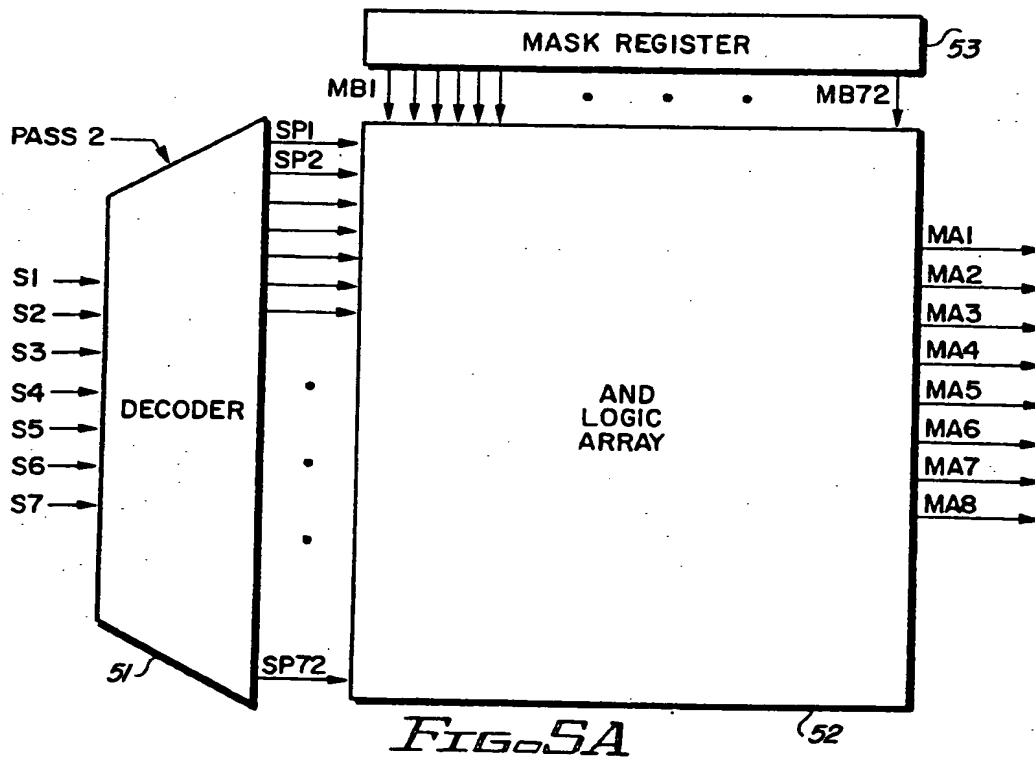 MASK REGISTER
53
MB1
MB72
PASS 2
SP1
SP2
MA1
S1
MA2
S2
MA3
S3
MA4
S4
AND
LOGIC
ARRAY
MA5
DECODER
S5
MA6
S6
MA7
S7
MA8
SP72
51
52
FIG. 5A